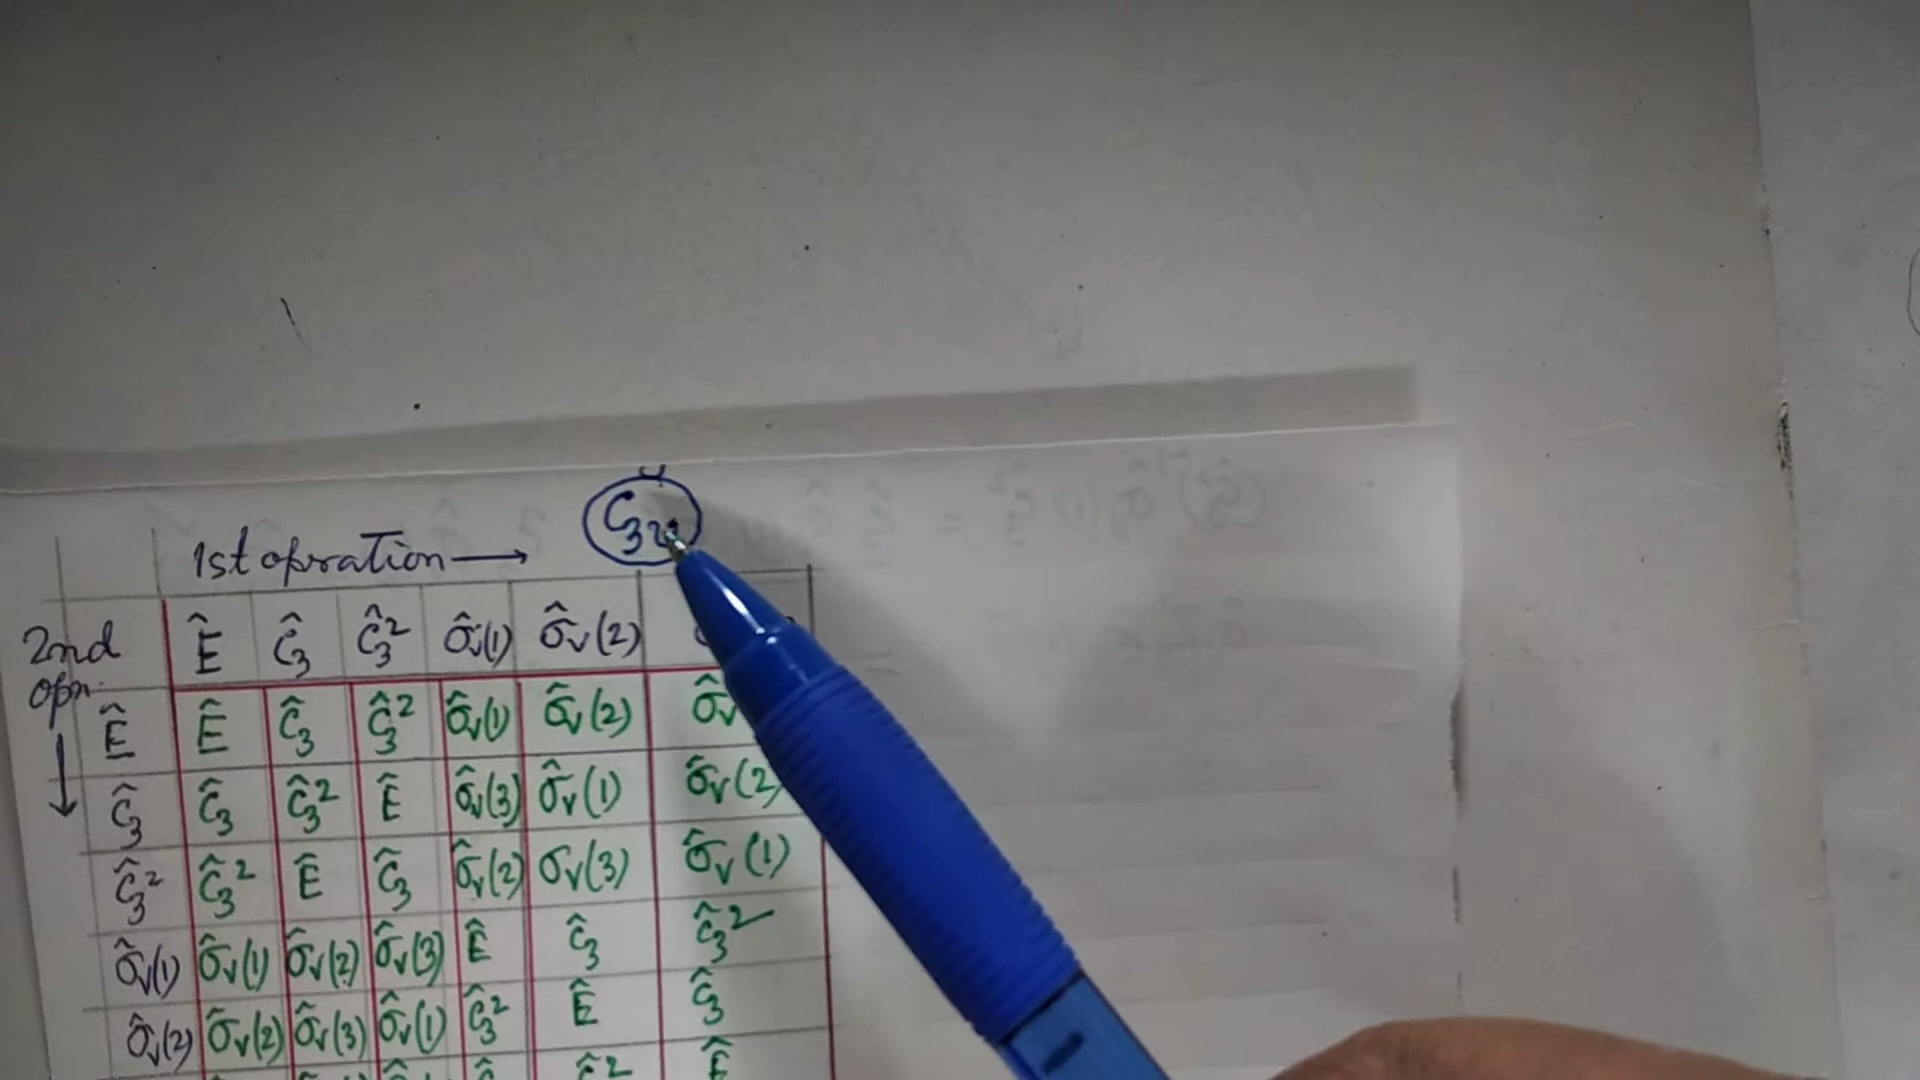 1st opration → C₃ᵥ
2nd opn. ↓
Ê Ĉ₃ Ĉ₃² σ̂ᵥ(1) σ̂ᵥ(2)
Ê Ê Ĉ₃ Ĉ₃² σ̂ᵥ(1) σ̂ᵥ(2) σ̂ᵥ
Ĉ₃ Ĉ₃ Ĉ₃² Ê σ̂ᵥ(3) σ̂ᵥ(1) σ̂ᵥ(2)
Ĉ₃² Ĉ₃² Ê Ĉ₃ σ̂ᵥ(2) σᵥ(3) σ̂ᵥ(1)
σ̂ᵥ(1) σ̂ᵥ(1) σ̂ᵥ(2) σ̂ᵥ(3) Ê Ĉ₃ Ĉ₃²
σ̂ᵥ(2) σ̂ᵥ(2) σ̂ᵥ(3) σ̂ᵥ(1) Ĉ₃² Ê Ĉ₃